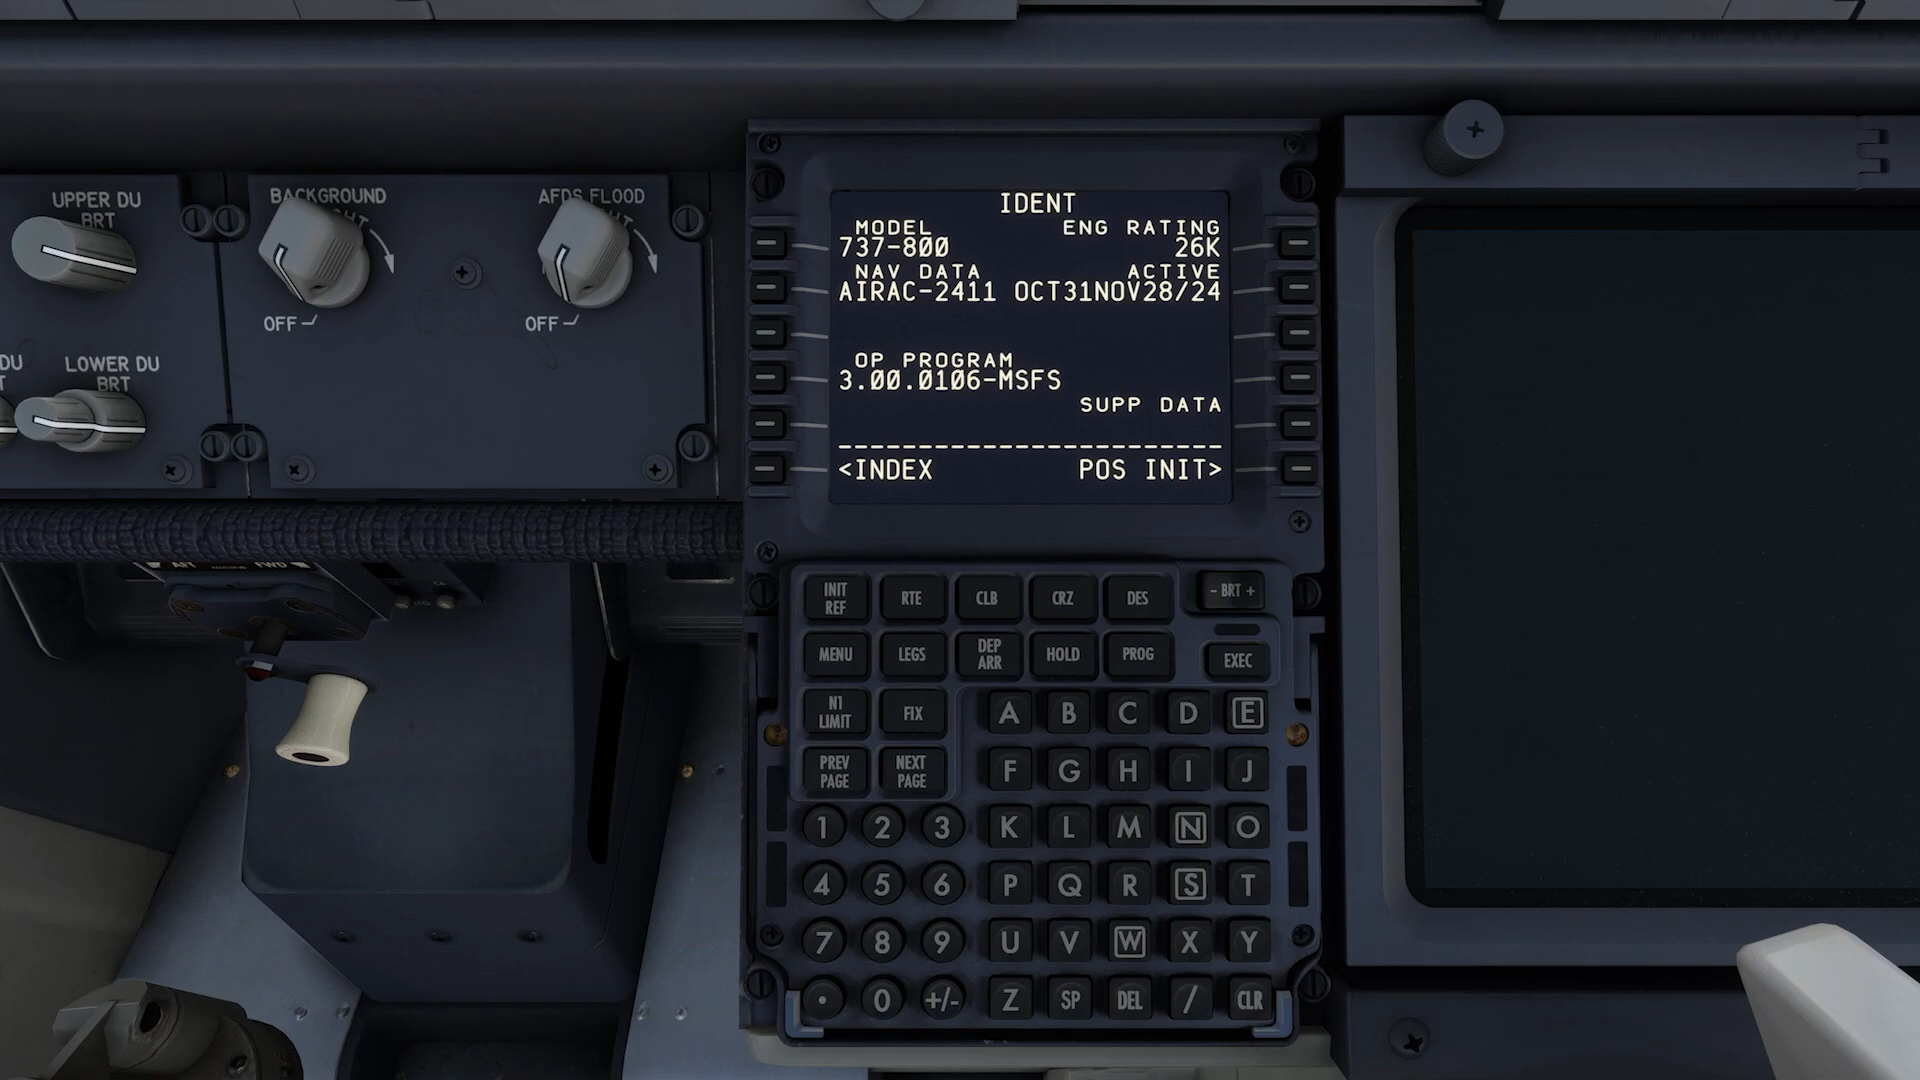 UPPER DU
BRT
BACKGROUND
AFDS FLOOD
OFF
OFF
DU
LOWER DU
BRT
AFT
FWD
IDENT
MODEL ENG RATING
737-800 26K
NAV DATA ACTIVE
AIRAC-2411 OCT31NOV28/24
OP PROGRAM
3.00.0106-MSFS
SUPP DATA
------------------------
<INDEX POS INIT>
INIT
REF
RTE
CLB
CRZ
DES
- BRT +
MENU
LEGS
DEP
ARR
HOLD
PROG
EXEC
N1
LIMIT
FIX
A B C D E
PREV
PAGE
NEXT
PAGE
F G H I J
1 2 3 K L M N O
4 5 6 P Q R S T
7 8 9 U V W X Y
. 0 +/- Z SP DEL / CLR